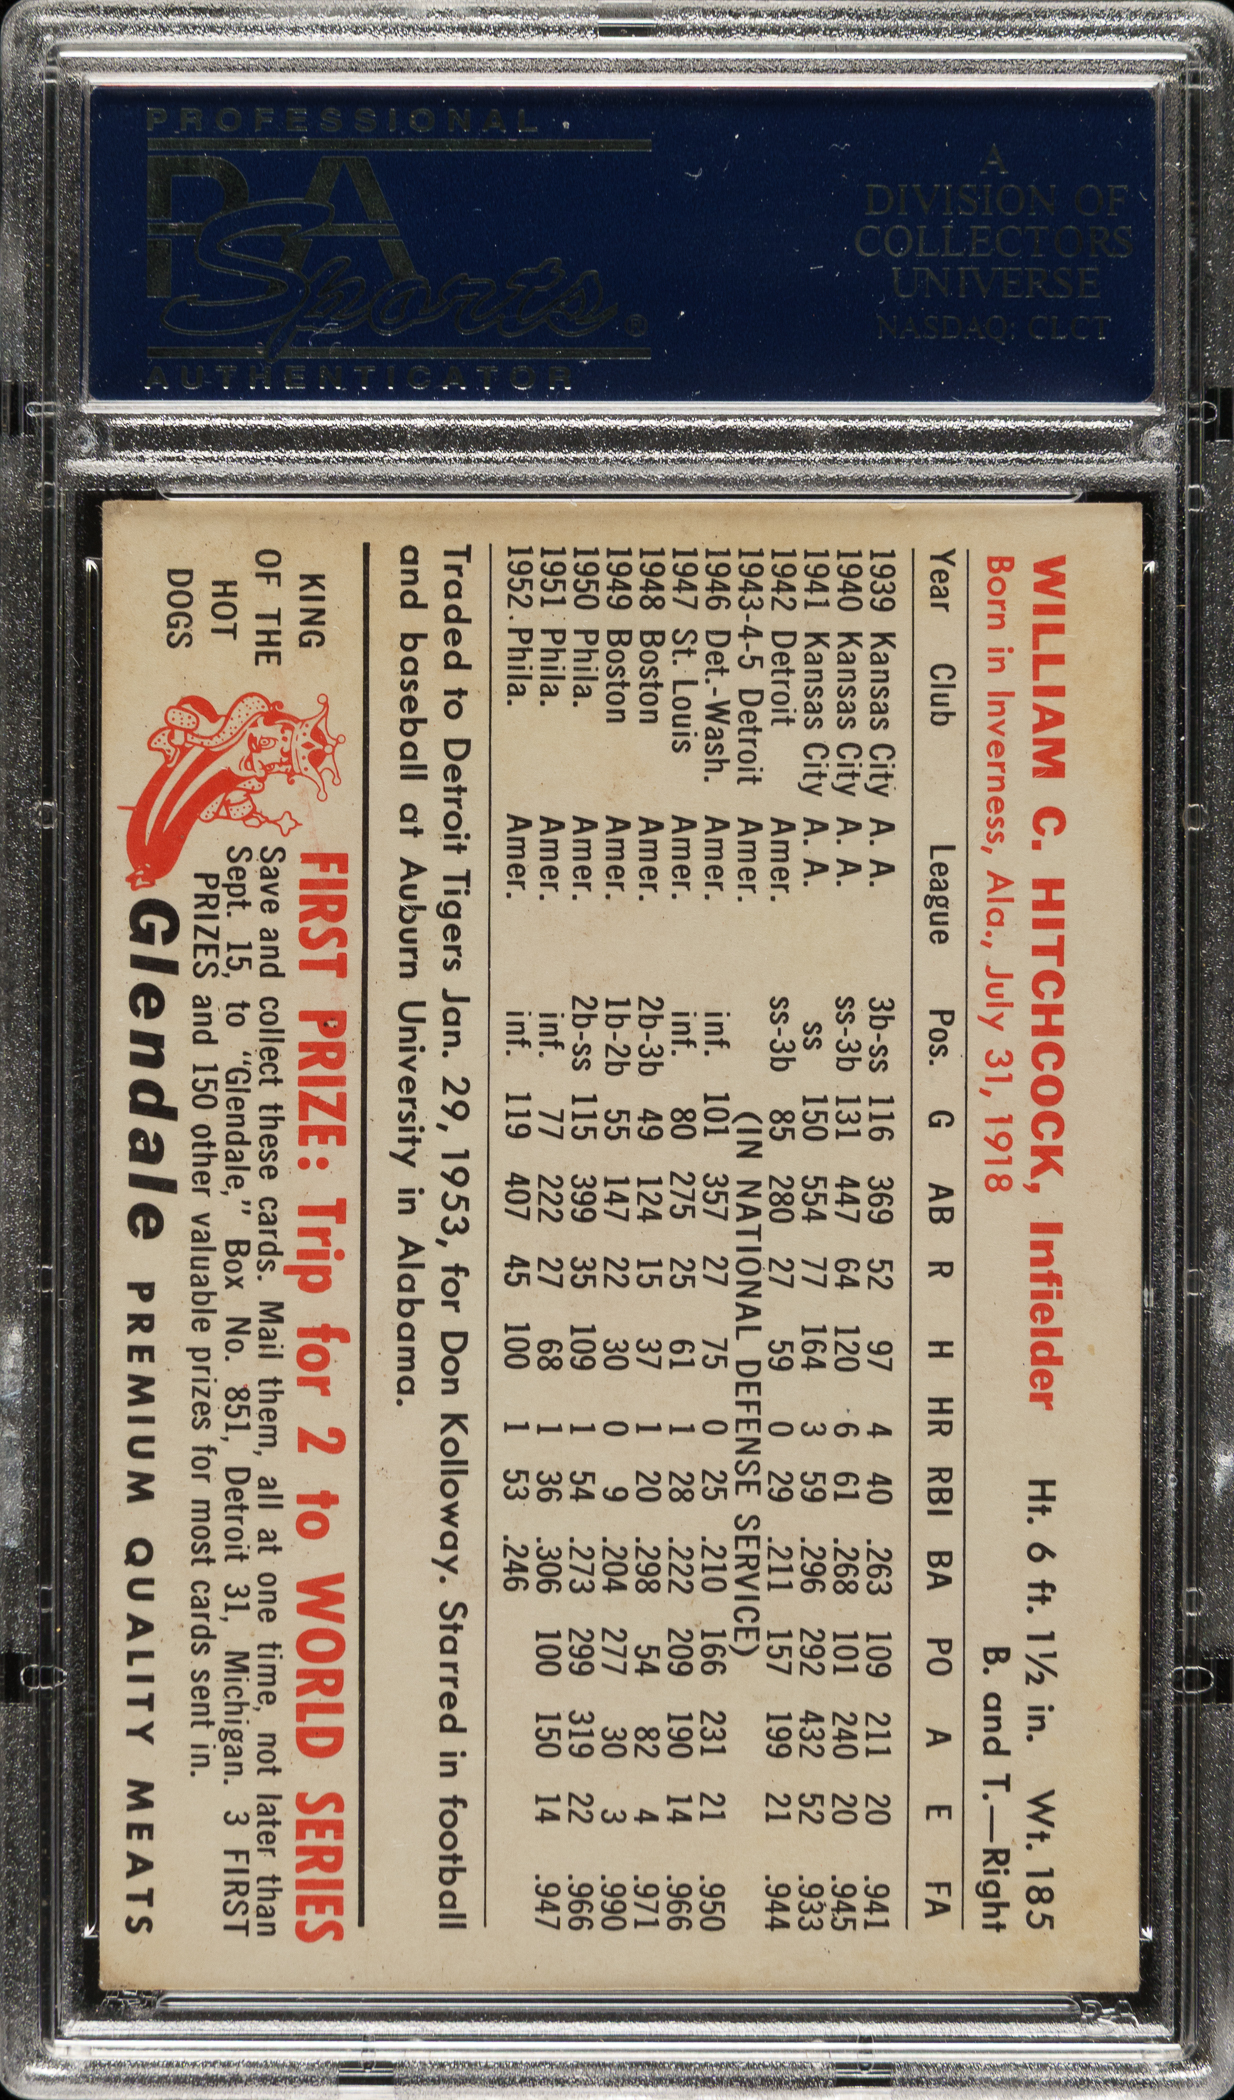 PROFESSIONAL
PSA
Sports®
AUTHENTICATOR
A
DIVISION OF
COLLECTORS
UNIVERSE
NASDAQ: CLCT
WILLIAM C. HITCHCOCK, Infielder Ht. 6 ft. 1½ in. Wt. 185
Born in Inverness, Ala., July 31, 1918 B. and T.—Right
Year Club League Pos. G AB R H HR RBI BA PO A E FA
1939 Kansas City A. A. 3b-ss 116 369 52 97 4 40 .263 109 211 20 .941
1940 Kansas City A. A. ss-3b 131 447 64 120 6 61 .268 101 240 20 .945
1941 Kansas City A. A. ss 150 554 77 164 3 59 .296 292 432 52 .933
1942 Detroit Amer. ss-3b 85 280 27 59 0 29 .211 157 199 21 .944
1943-4-5 Detroit Amer. (IN NATIONAL DEFENSE SERVICE)
1946 Det.-Wash. Amer. inf. 101 357 27 75 0 25 .210 166 231 21 .950
1947 St. Louis Amer. inf. 80 275 25 61 1 28 .222 209 190 14 .966
1948 Boston Amer. 2b-3b 49 124 15 37 1 20 .298 54 82 4 .971
1949 Boston Amer. 1b-2b 55 147 22 30 0 9 .204 277 30 3 .990
1950 Phila. Amer. 2b-ss 115 399 35 109 1 54 .273 299 319 22 .966
1951 Phila. Amer. inf. 77 222 27 68 1 36 .306 100 150 14 .947
1952 Phila. Amer. inf. 119 407 45 100 1 53 .246
Traded to Detroit Tigers Jan. 29, 1953, for Don Kolloway. Starred in football
and baseball at Auburn University in Alabama.
KING
OF THE
HOT
DOGS
FIRST PRIZE: Trip for 2 to WORLD SERIES
Save and collect these cards. Mail them, all at one time, not later than
Sept. 15, to "Glendale," Box No. 851, Detroit 31, Michigan. 3 FIRST
PRIZES and 150 other valuable prizes for most cards sent in.
Glendale PREMIUM QUALITY MEATS